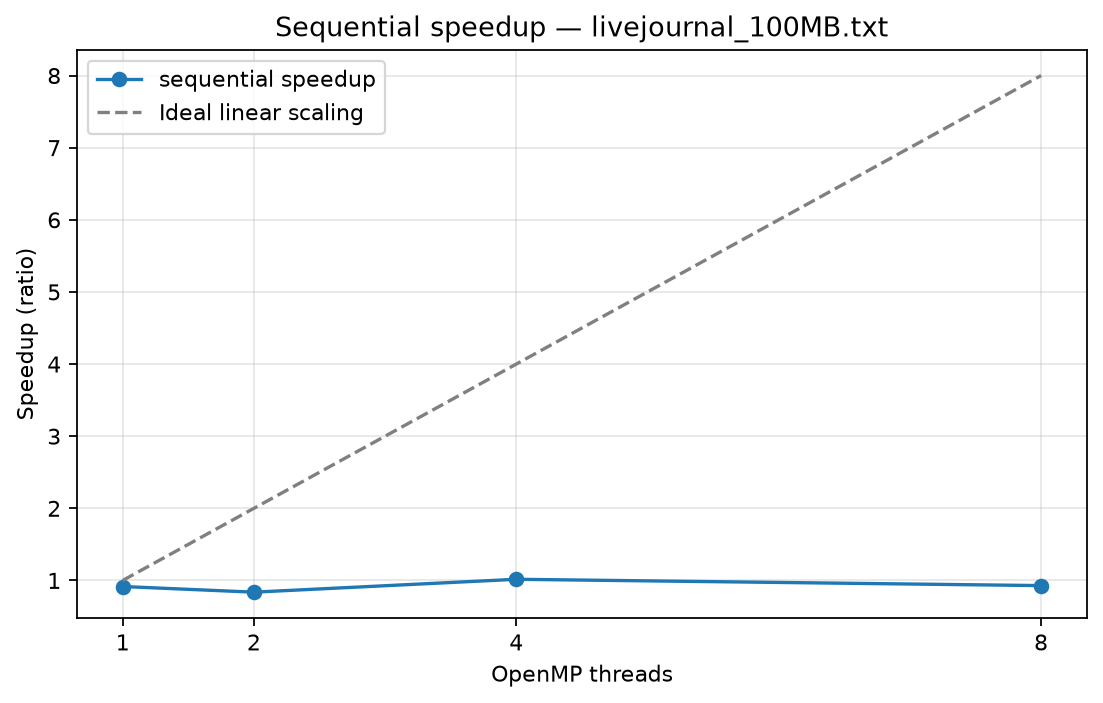 Sequential speedup — livejournal_100MB.txt
sequential speedup
Ideal linear scaling
8
7
6
5
4
3
2
1
Speedup (ratio)
1 2 4 8
OpenMP threads